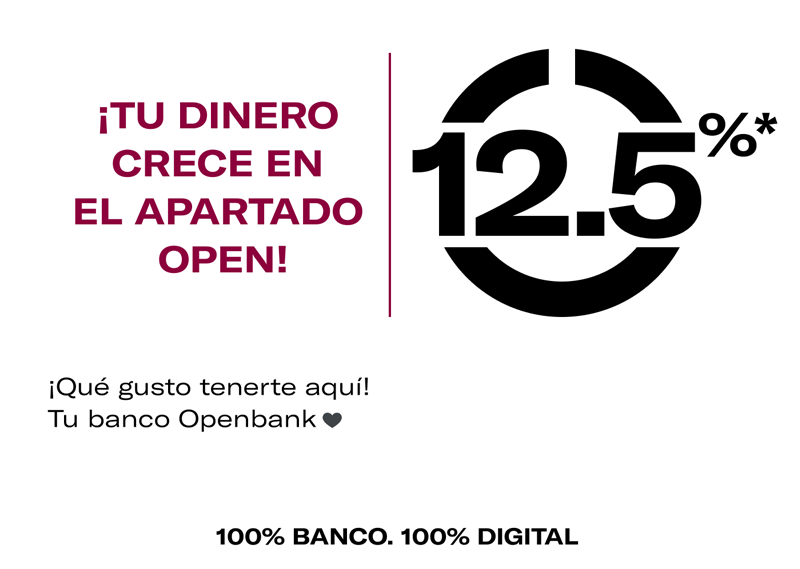 ¡TU DINERO
CRECE EN
EL APARTADO
OPEN!
12.5%*
¡Qué gusto tenerte aquí!
Tu banco Openbank
100% BANCO. 100% DIGITAL